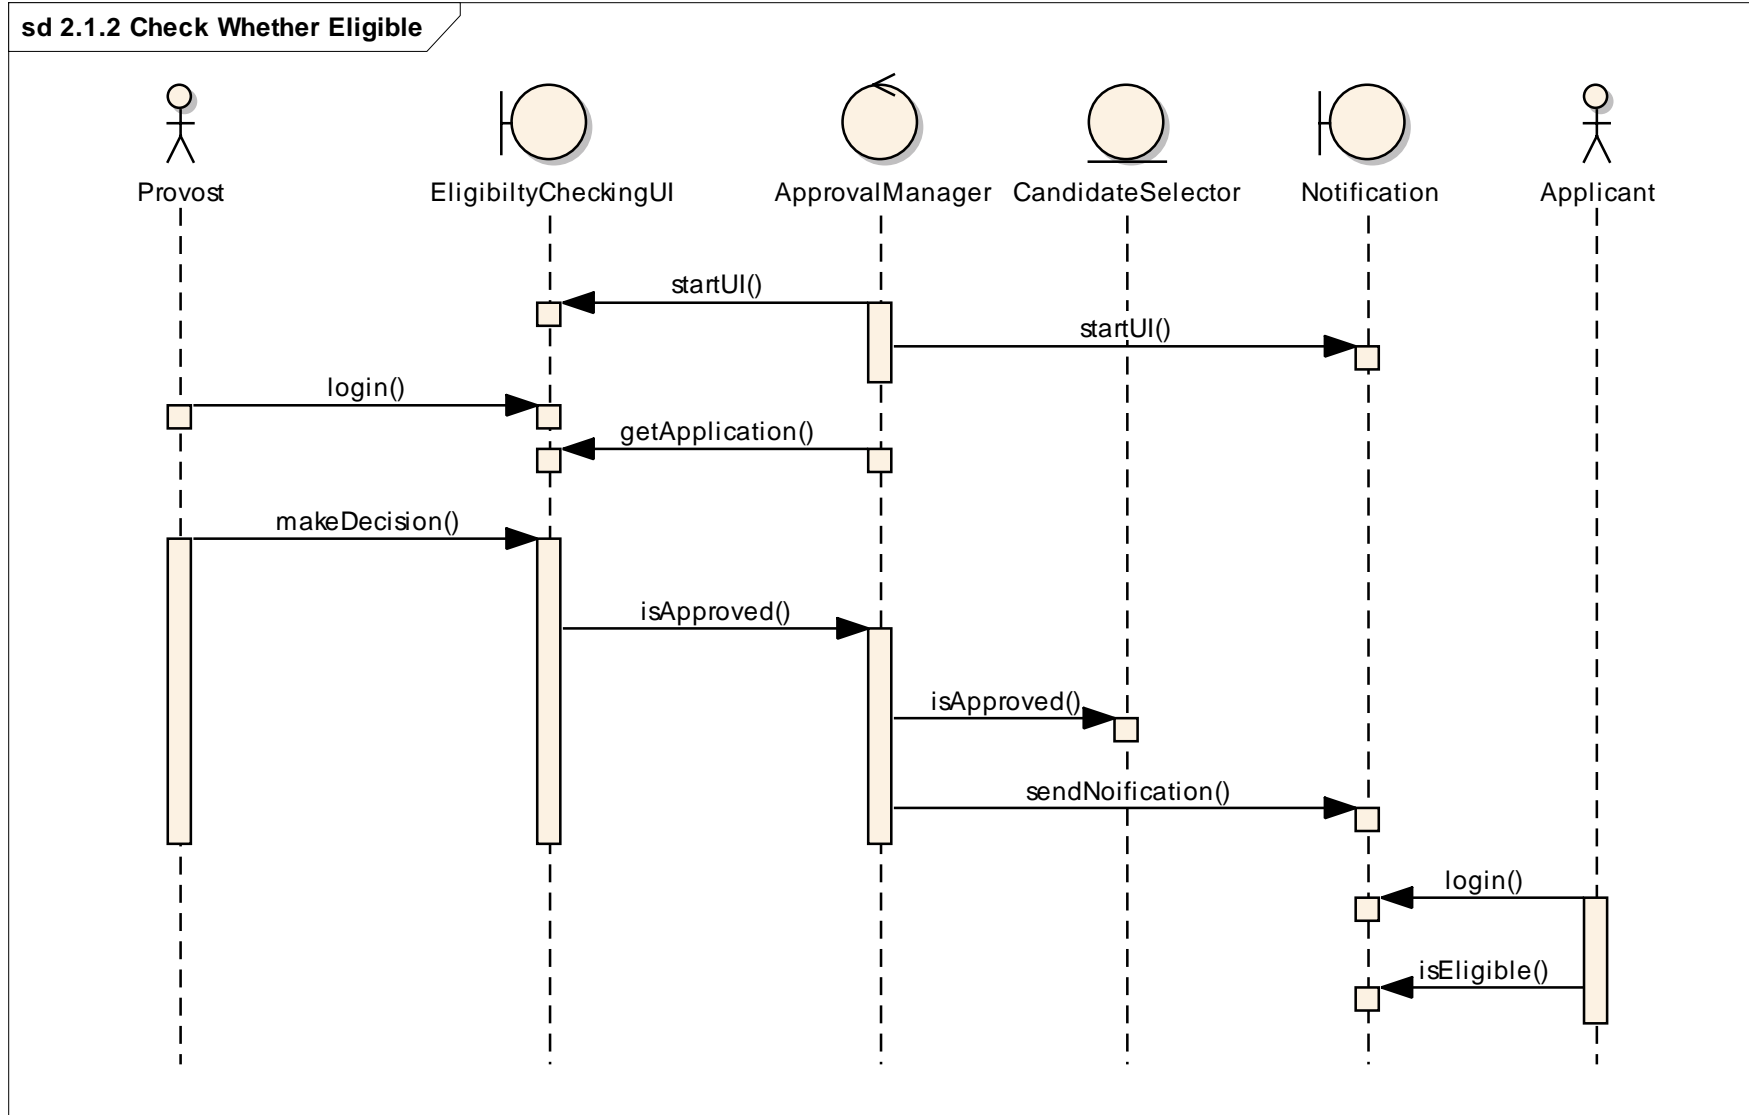 sd 2.1.2 Check Whether Eligible
Provost
EligibiltyCheckingUI
ApprovalManager
CandidateSelector
Notification
Applicant
startUI()
startUI()
login()
getApplication()
makeDecision()
isApproved()
isApproved()
sendNoification()
login()
isEligible()